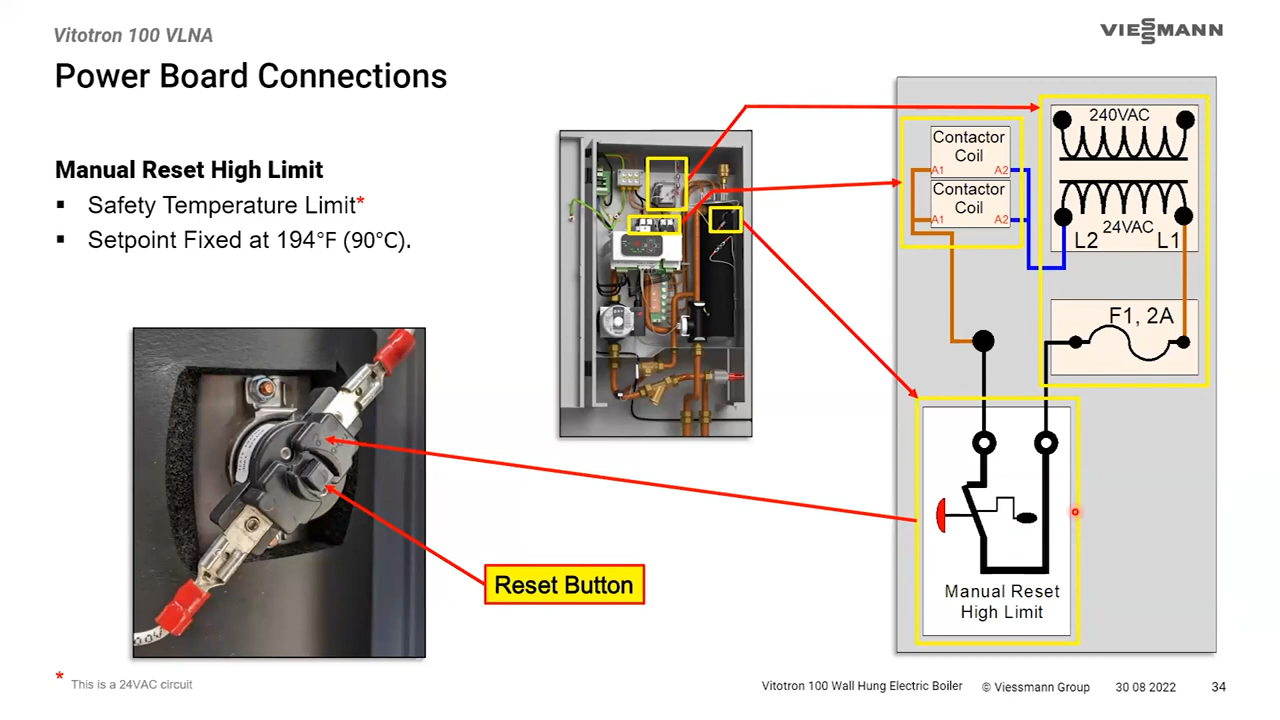 Vitotron 100 VLNA
VIESSMANN
Power Board Connections
Manual Reset High Limit
▪ Safety Temperature Limit*
▪ Setpoint Fixed at 194°F (90°C).
Contactor
Coil
A1
A2
Contactor
Coil
A1
A2
240VAC
24VAC
L2
L1
F1, 2A
Manual Reset
High Limit
Reset Button
* This is a 24VAC circuit
Vitotron 100 Wall Hung Electric Boiler
© Viessmann Group
30 08 2022
34